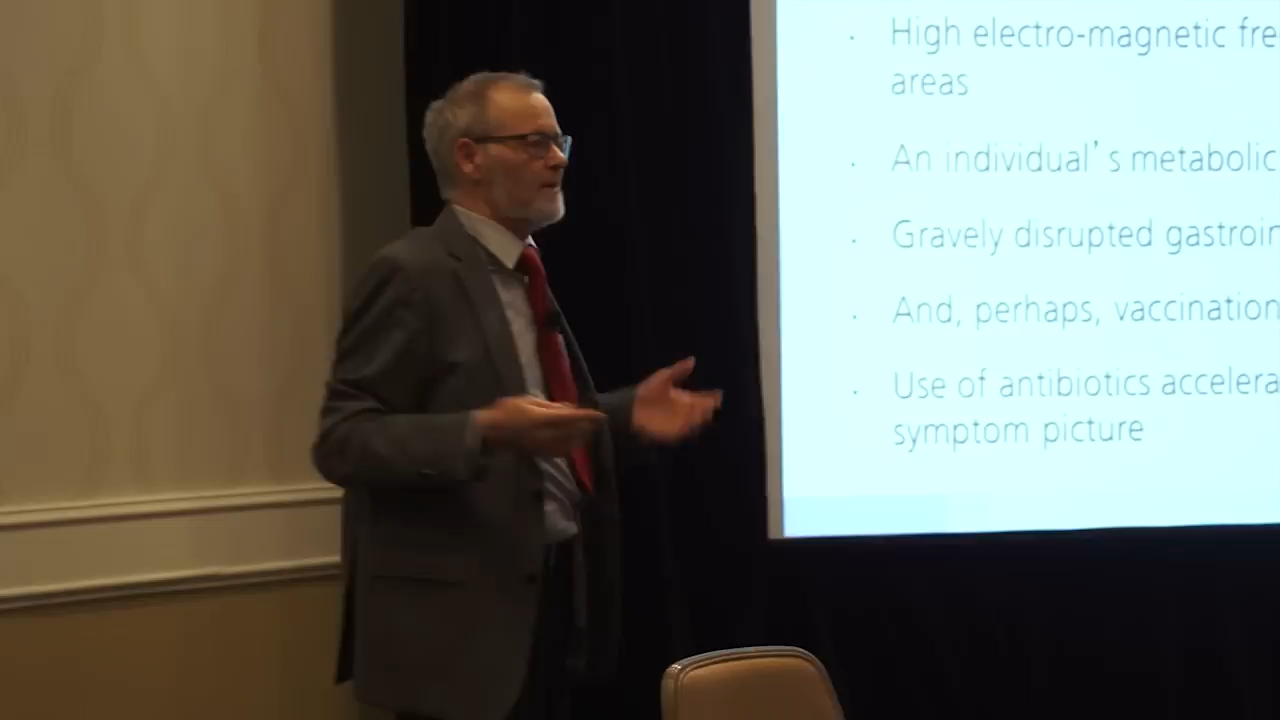 High electro-magnetic fre
areas
An individual's metabolic
Gravely disrupted gastroin
And, perhaps, vaccination
Use of antibiotics accelera
symptom picture